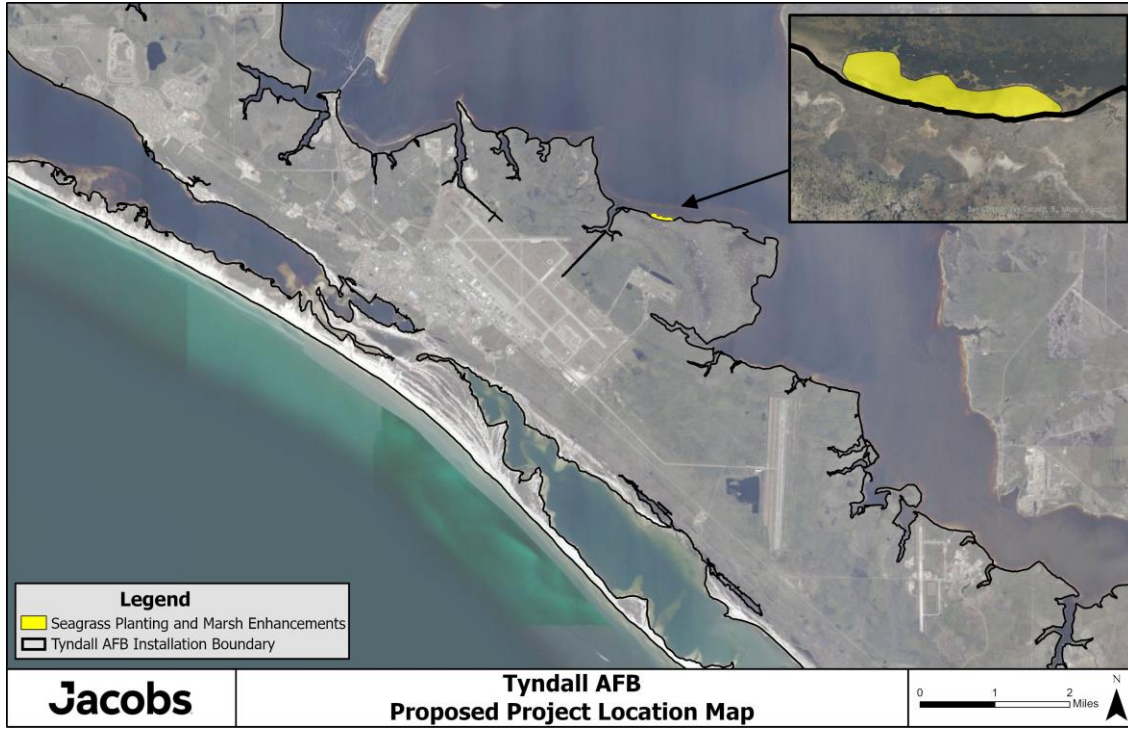 Legend
Seagrass Planting and Marsh Enhancements
Tyndall AFB Installation Boundary
Jacobs
Tyndall AFB
Proposed Project Location Map
0 1 2
Miles
N